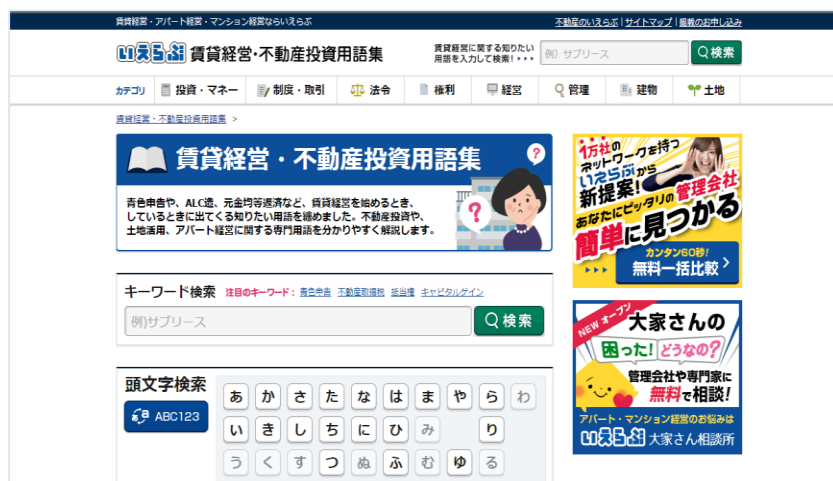 賃貸経営・アパート経営・マンション経営ならいえらぶ
不動産のいえらぶ | サイトマップ | 掲載のお申し込み
いえらぶ 賃貸経営・不動産投資用語集
賃貸経営に関する知りたい
用語を入力して検索!
例) サブリース
検索
カテゴリ 投資・マネー 制度・取引 法令 権利 経営 管理 建物 土地
賃貸経営・不動産投資用語集 >
賃貸経営・不動産投資用語集
青色申告や、ALC造、元金均等返済など、賃貸経営を始めるとき、
しているときに出てくる知りたい用語を纏めました。不動産投資や、
土地活用、アパート経営に関する専門用語を分かりやすく解説します。
?
?
キーワード検索 注目のキーワード: 青色申告 不動産取得税 抵当権 キャピタルゲイン
例)サブリース
検索
頭文字検索
あa ABC123
あ か さ た な は ま や ら わ
い き し ち に ひ み り
う く す つ ぬ ふ む ゆ る
1万社の
ネットワークを持つ
いえらぶから
新提案!
あなたにピッタリの管理会社
簡単に見つかる
カンタン60秒!
無料一括比較
NEW オープン
大家さんの
困った! どうなの?
管理会社や専門家に
無料で相談!
アパート・マンション経営のお悩みは
いえらぶ 大家さん相談所